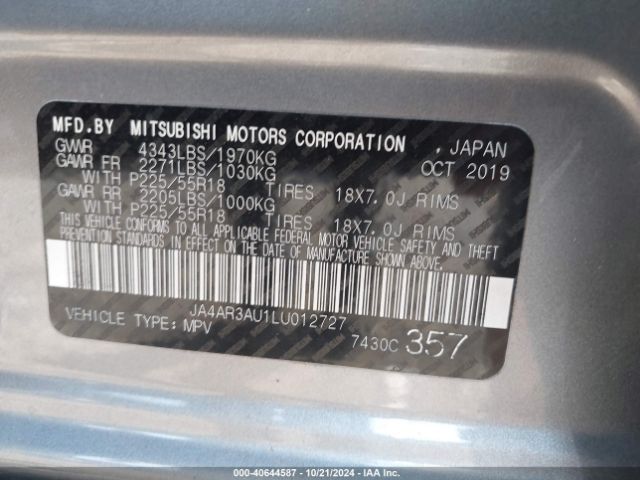 MFD.BY MITSUBISHI MOTORS CORPORATION , JAPAN
GVWR 4343LBS/1970KG OCT 2019
GAWR FR 2271LBS/1030KG
WITH P225/55R18 TIRES 18X7.0J RIMS
GAWR RR 2205LBS/1000KG
WITH P225/55R18 TIRES 18X7.0J RIMS
THIS VEHICLE CONFORMS TO ALL APPLICABLE FEDERAL MOTOR VEHICLE SAFETY AND THEFT
PREVENTION STANDARDS IN EFFECT ON THE DATE OF MANUFACTURE SHOWN ABOVE.
JA4AR3AU1LU012727
VEHICLE TYPE: MPV 7430C 357
000-40644587 - 10/21/2024 - IAA Inc.